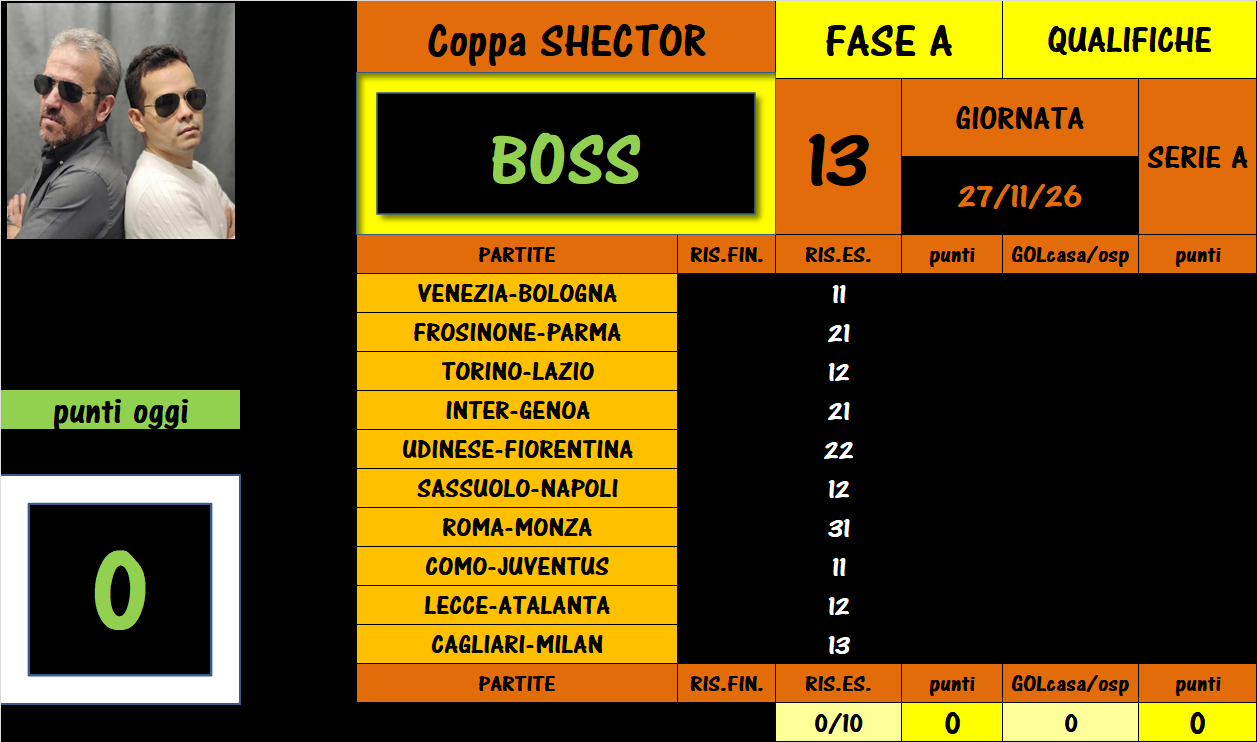 Coppa SHECTOR
FASE A
QUALIFICHE
BOSS
13
GIORNATA
27/11/26
SERIE A
PARTITE RIS.FIN. RIS.ES. punti GOLcasa/osp punti
VENEZIA-BOLOGNA 11
FROSINONE-PARMA 21
TORINO-LAZIO 12
INTER-GENOA 21
UDINESE-FIORENTINA 22
SASSUOLO-NAPOLI 12
ROMA-MONZA 31
COMO-JUVENTUS 11
LECCE-ATALANTA 12
CAGLIARI-MILAN 13
PARTITE RIS.FIN. RIS.ES. punti GOLcasa/osp punti
0/10 0 0 0
punti oggi
0